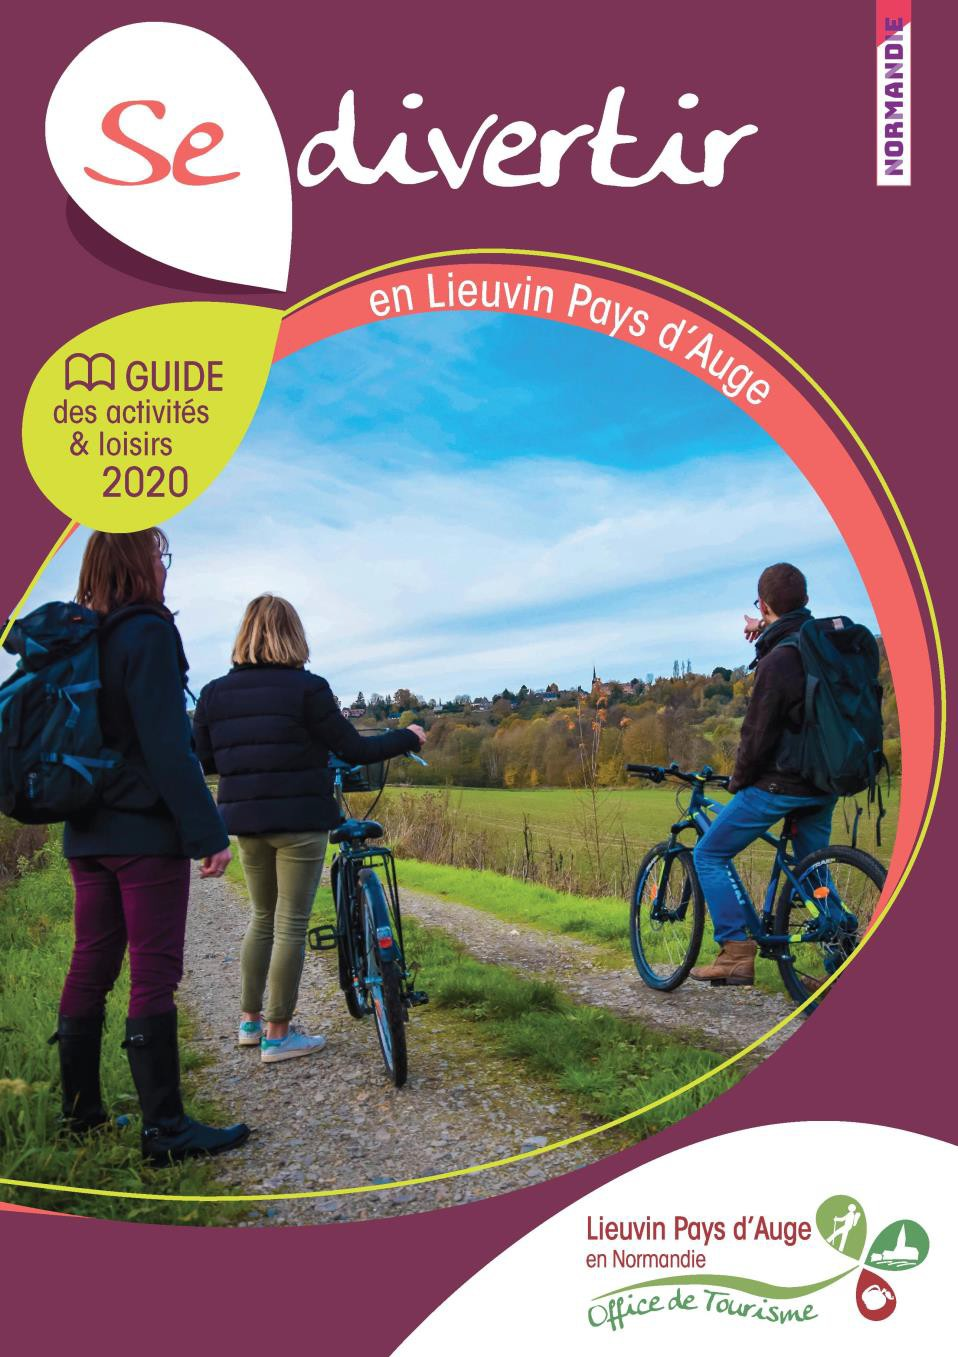 Se divertir
NORMANDIE
en Lieuvin Pays d'Auge
GUIDE
des activités
& loisirs
2020
Lieuvin Pays d'Auge
en Normandie
Office de Tourisme